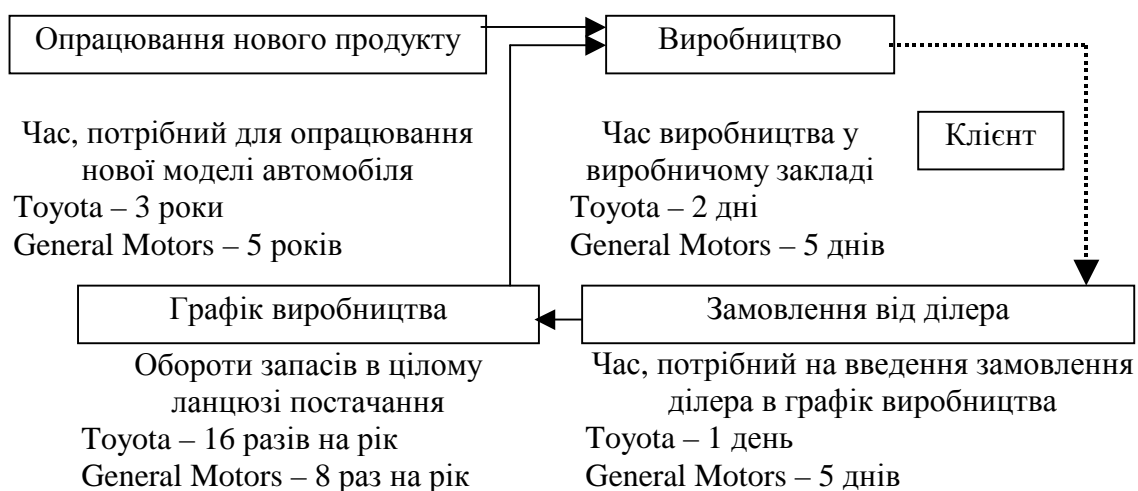 Опрацювання нового продукту
Виробництво
Час, потрібний для опрацювання
нової моделі автомобіля
Toyota – 3 роки
General Motors – 5 років
Час виробництва у
виробничому закладі
Toyota – 2 дні
General Motors – 5 днів
Клієнт
Графік виробництва
Замовлення від ділера
Обороти запасів в цілому
ланцюзі постачання
Toyota – 16 разів на рік
General Motors – 8 раз на рік
Час, потрібний на введення замовлення
ділера в графік виробництва
Toyota – 1 день
General Motors – 5 днів